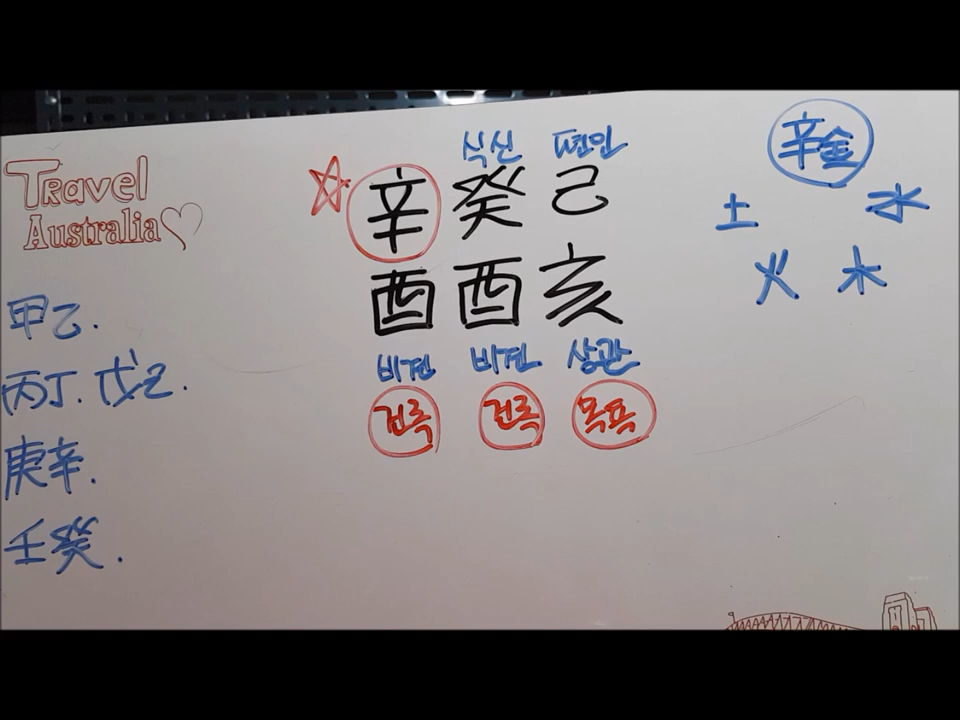 Travel
Australia
甲乙.
丙丁. 戊己.
庚辛.
壬癸.
식신 편인
辛 癸 己
酉 酉 亥
비견 비견 상관
건록 건록 목욕
辛金
土 水
火 木